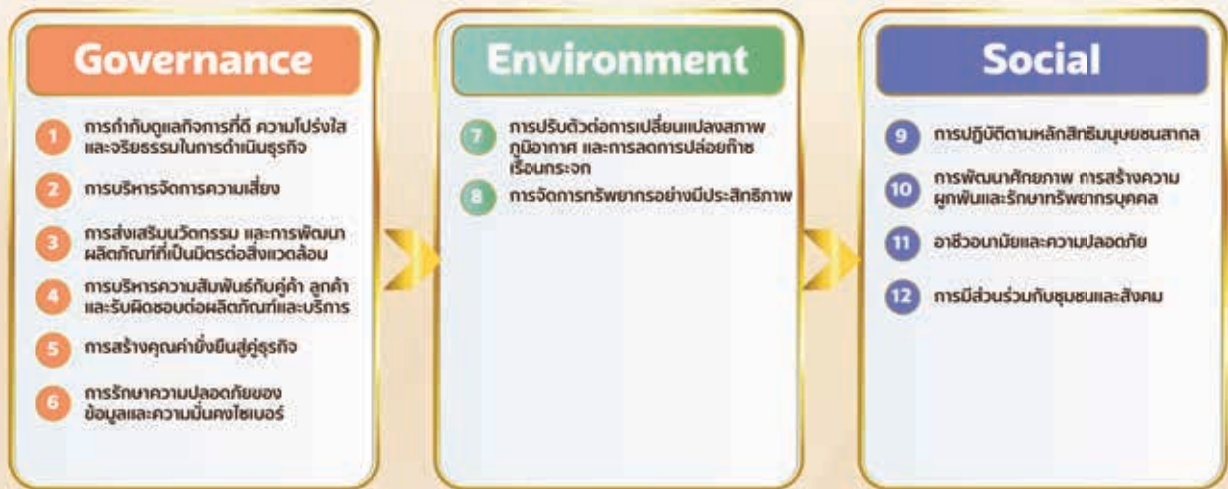 Governance
1
การกำกับดูแลกิจการที่ดี ความโปร่งใส
และจริยธรรมในการดำเนินธุรกิจ
2
การบริหารจัดการความเสี่ยง
3
การส่งเสริมนวัตกรรม และการพัฒนา
ผลิตภัณฑ์ที่เป็นมิตรต่อสิ่งแวดล้อม
4
การบริหารความสัมพันธ์กับคู่ค้า ลูกค้า
และรับผิดชอบต่อผลิตภัณฑ์และบริการ
5
การสร้างคุณค่ายั่งยืนสู่คู่ธุรกิจ
6
การรักษาความปลอดภัยของ
ข้อมูลและความมั่นคงไซเบอร์
Environment
7
การปรับตัวต่อการเปลี่ยนแปลงสภาพ
ภูมิอากาศ และการลดการปล่อยก๊าซ
เรือนกระจก
8
การจัดการทรัพยากรอย่างมีประสิทธิภาพ
Social
9
การปฏิบัติตามหลักสิทธิมนุษยชนสากล
10
การพัฒนาศักยภาพ การสร้างความ
ผูกพันและรักษาทรัพยากรบุคคล
11
อาชีวอนามัยและความปลอดภัย
12
การมีส่วนร่วมกับชุมชนและสังคม